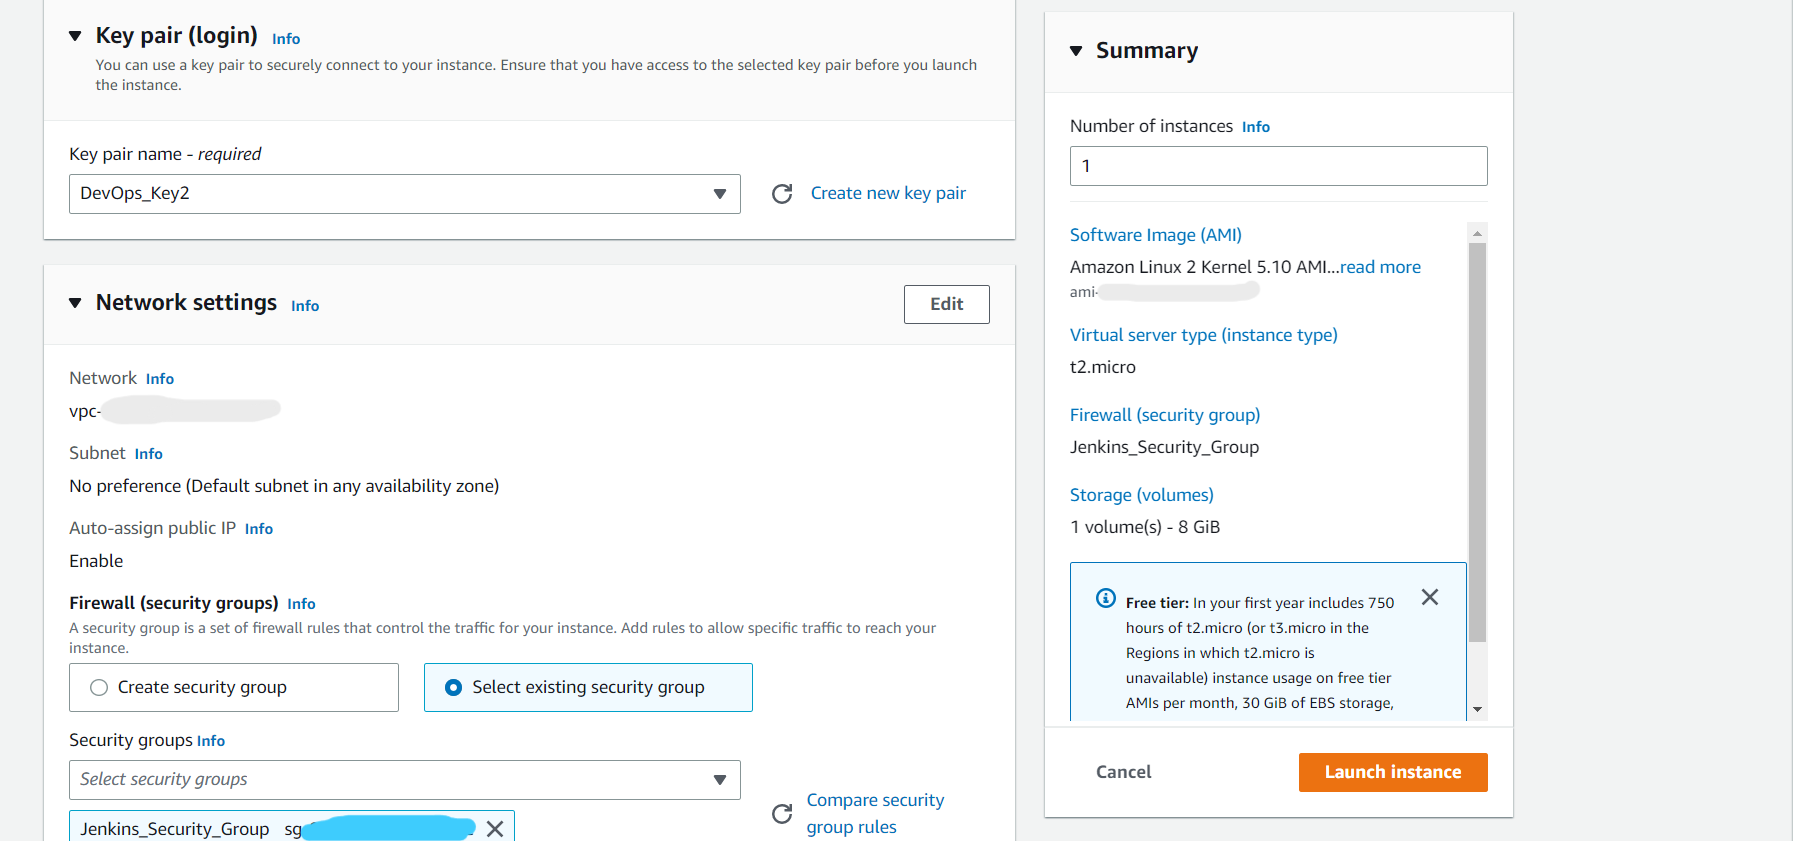 Key pair (login) Info
You can use a key pair to securely connect to your instance. Ensure that you have access to the selected key pair before you launch
the instance.
Key pair name - required
DevOps_Key2
Create new key pair
Network settings Info
Edit
Network Info
vpc-
Subnet Info
No preference (Default subnet in any availability zone)
Auto-assign public IP Info
Enable
Firewall (security groups) Info
A security group is a set of firewall rules that control the traffic for your instance. Add rules to allow specific traffic to reach your
instance.
Create security group
Select existing security group
Security groups Info
Select security groups
Compare security
group rules
Jenkins_Security_Group sg
Summary
Number of instances Info
1
Software Image (AMI)
Amazon Linux 2 Kernel 5.10 AMI...read more
ami-
Virtual server type (instance type)
t2.micro
Firewall (security group)
Jenkins_Security_Group
Storage (volumes)
1 volume(s) - 8 GiB
Free tier: In your first year includes 750
hours of t2.micro (or t3.micro in the
Regions in which t2.micro is
unavailable) instance usage on free tier
AMIs per month, 30 GiB of EBS storage,
Cancel
Launch instance